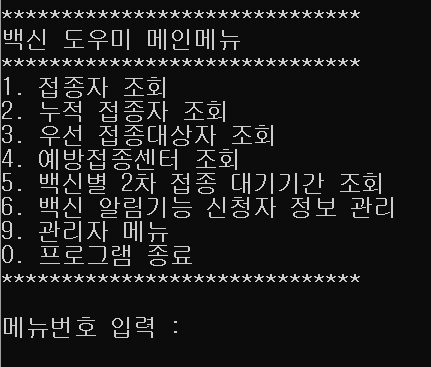 ******************************
백신 도우미 메인메뉴
******************************
1. 접종자 조회
2. 누적 접종자 조회
3. 우선 접종대상자 조회
4. 예방접종센터 조회
5. 백신별 2차 접종 대기기간 조회
6. 백신 알림기능 신청자 정보 관리
9. 관리자 메뉴
0. 프로그램 종료
******************************
메뉴번호 입력 :